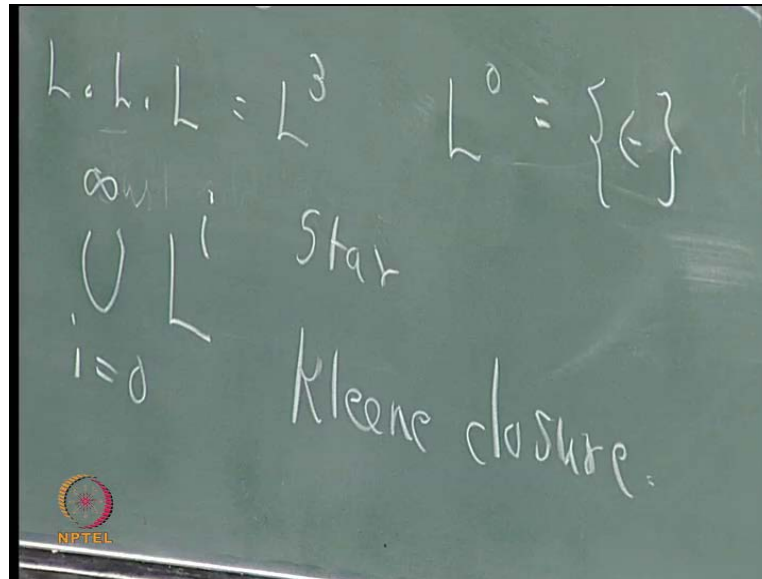 L . L . L = L³ L⁰ = {ϵ}
∞
∪ Lⁱ Star
i=0
Kleene closure.
NPTEL